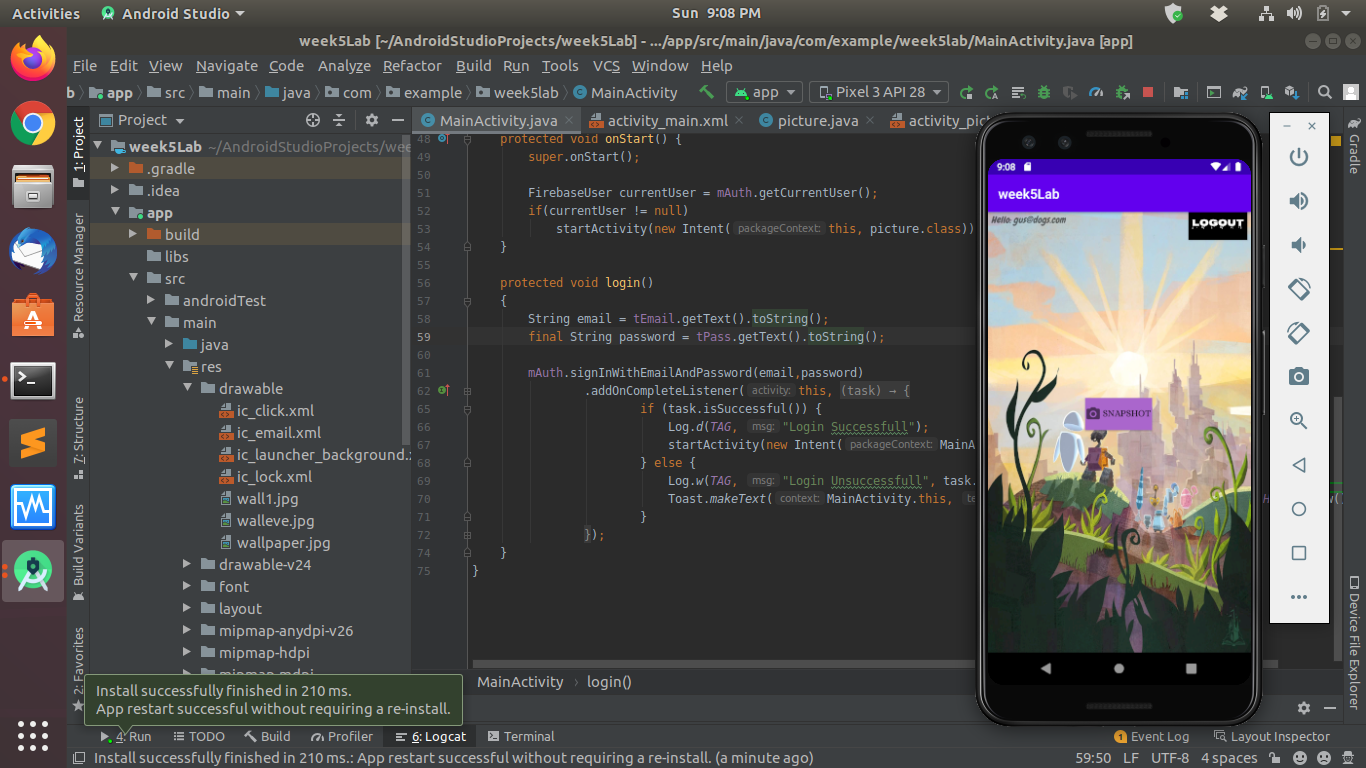 Activities
Android Studio
Sun 9:08 PM
week5Lab [~/AndroidStudioProjects/week5Lab] - .../app/src/main/java/com/example/week5lab/MainActivity.java [app]
File Edit View Navigate Code Analyze Refactor Build Run Tools VCS Window Help
b app src main java com example week5lab MainActivity
app
Pixel 3 API 28
Project
MainActivity.java
activity_main.xml
picture.java
activity_pict
1: Project
Resource Manager
7: Structure
Build Variants
2: Favorites
week5Lab ~/AndroidStudioProjects/wee
.gradle
.idea
app
build
libs
src
androidTest
main
java
res
drawable
ic_click.xml
ic_email.xml
ic_launcher_background.
ic_lock.xml
wall1.jpg
walleve.jpg
wallpaper.jpg
drawable-v24
font
layout
mipmap-anydpi-v26
mipmap-hdpi
mipmap-mdpi
48 protected void onStart() {
49 super.onStart();
50
51 FirebaseUser currentUser = mAuth.getCurrentUser();
52 if(currentUser != null)
53 startActivity(new Intent( packageContext: this, picture.class))
54 }
55
56 protected void login()
57 {
58 String email = tEmail.getText().toString();
59 final String password = tPass.getText().toString();
60
61 mAuth.signInWithEmailAndPassword(email,password)
62 .addOnCompleteListener( activity: this, (task) → {
65 if (task.isSuccessful()) {
66 Log.d(TAG, msg: "Login Successfull");
67 startActivity(new Intent( packageContext: MainA
68 } else {
69 Log.w(TAG, msg: "Login Unsuccessfull", task.
70 Toast.makeText( context: MainActivity.this, te
71 }
72 });
74 }
75 }
9:08
week5Lab
Hello: gus@dogs.com
LOGOUT
SNAPSHOT
Gradle
Device File Explorer
MainActivity › login()
Install successfully finished in 210 ms.
App restart successful without requiring a re-install.
4: Run
TODO
Build
Profiler
6: Logcat
Terminal
1 Event Log
Layout Inspector
Install successfully finished in 210 ms.: App restart successful without requiring a re-install. (a minute ago)
59:50 LF UTF-8 4 spaces